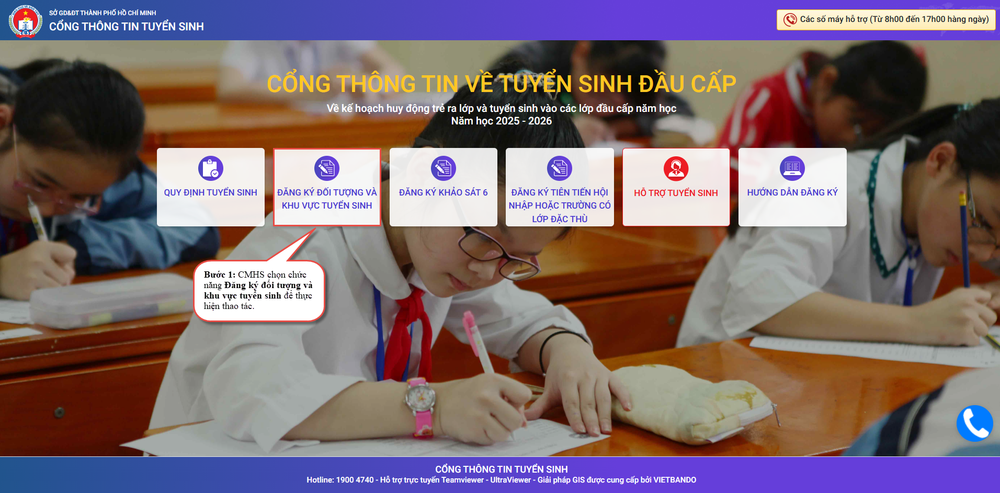 SỞ GD&ĐT THÀNH PHỐ HỒ CHÍ MINH
CỔNG THÔNG TIN TUYỂN SINH
Các số máy hỗ trợ (Từ 8h00 đến 17h00 hàng ngày)
CỔNG THÔNG TIN VỀ TUYỂN SINH ĐẦU CẤP
Về kế hoạch huy động trẻ ra lớp và tuyển sinh vào các lớp đầu cấp năm học
Năm học 2025 - 2026
QUY ĐỊNH TUYỂN SINH
ĐĂNG KÝ ĐỐI TƯỢNG VÀ
KHU VỰC TUYỂN SINH
ĐĂNG KÝ KHẢO SÁT 6
ĐĂNG KÝ TIÊN TIẾN HỘI
NHẬP HOẶC TRƯỜNG CÓ
LỚP ĐẶC THÙ
HỖ TRỢ TUYỂN SINH
HƯỚNG DẪN ĐĂNG KÝ
Bước 1: CMHS chọn chức
năng Đăng ký đối tượng và
khu vực tuyển sinh để thực
hiện thao tác.
CỔNG THÔNG TIN TUYỂN SINH
Hotline: 1900 4740 - Hỗ trợ trực tuyến Teamviewer - UltraViewer - Giải pháp GIS được cung cấp bởi VIETBANDO